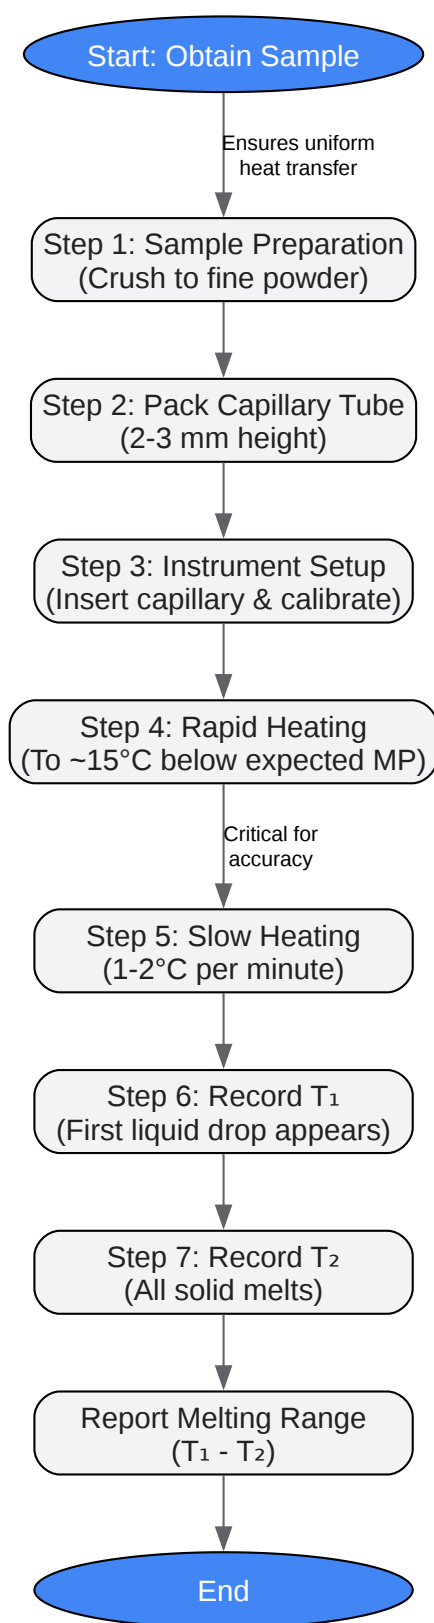 Start: Obtain Sample
Ensures uniform
heat transfer
Step 1: Sample Preparation
(Crush to fine powder)
Step 2: Pack Capillary Tube
(2-3 mm height)
Step 3: Instrument Setup
(Insert capillary & calibrate)
Step 4: Rapid Heating
(To ~15°C below expected MP)
Critical for
accuracy
Step 5: Slow Heating
(1-2°C per minute)
Step 6: Record T₁
(First liquid drop appears)
Step 7: Record T₂
(All solid melts)
Report Melting Range
(T₁ - T₂)
End